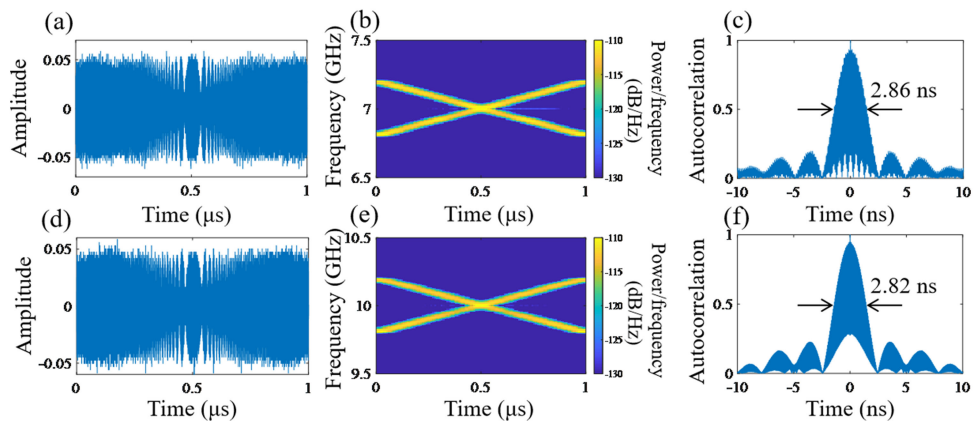 (a)
Amplitude
0.05
0
-0.05
0
0.5
1
Time (μs)
(b)
Frequency (GHz)
7.5
7
6.5
0
0.5
1
Time (μs)
-110
-115
-120
-125
-130
Power/frequency
(dB/Hz)
(c)
Autocorrelation
1
0.5
0
-10
-5
0
5
10
2.86 ns
Time (ns)
(d)
Amplitude
0.05
0
-0.05
0
0.5
1
Time (μs)
(e)
Frequency (GHz)
10.5
10
9.5
0
0.5
1
Time (μs)
-110
-115
-120
-125
-130
Power/frequency
(dB/Hz)
(f)
Autocorrelation
1
0.5
0
-10
-5
0
5
10
2.82 ns
Time (ns)